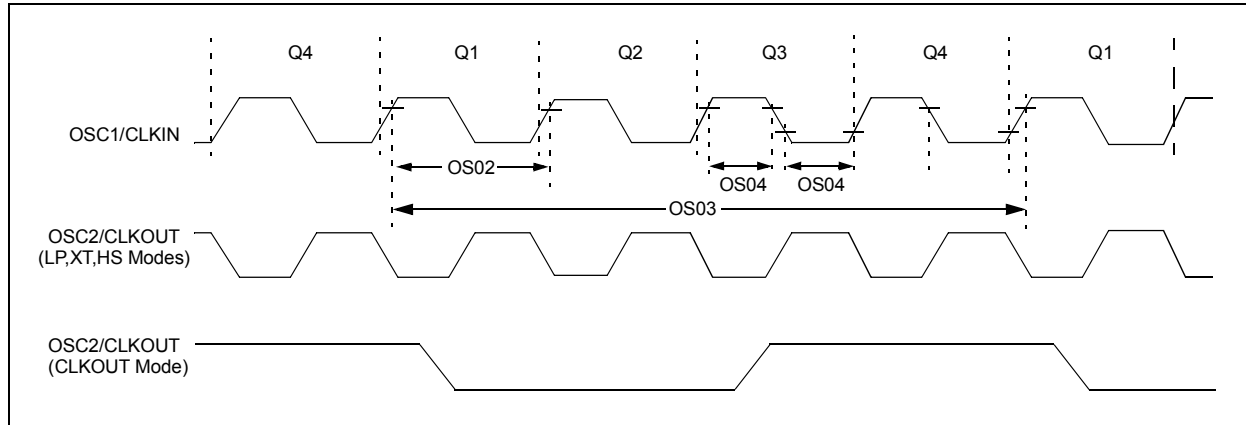 Q4 Q1 Q2 Q3 Q4 Q1
OSC1/CLKIN
OS02
OS04 OS04
OS03
OSC2/CLKOUT
(LP,XT,HS Modes)
OSC2/CLKOUT
(CLKOUT Mode)